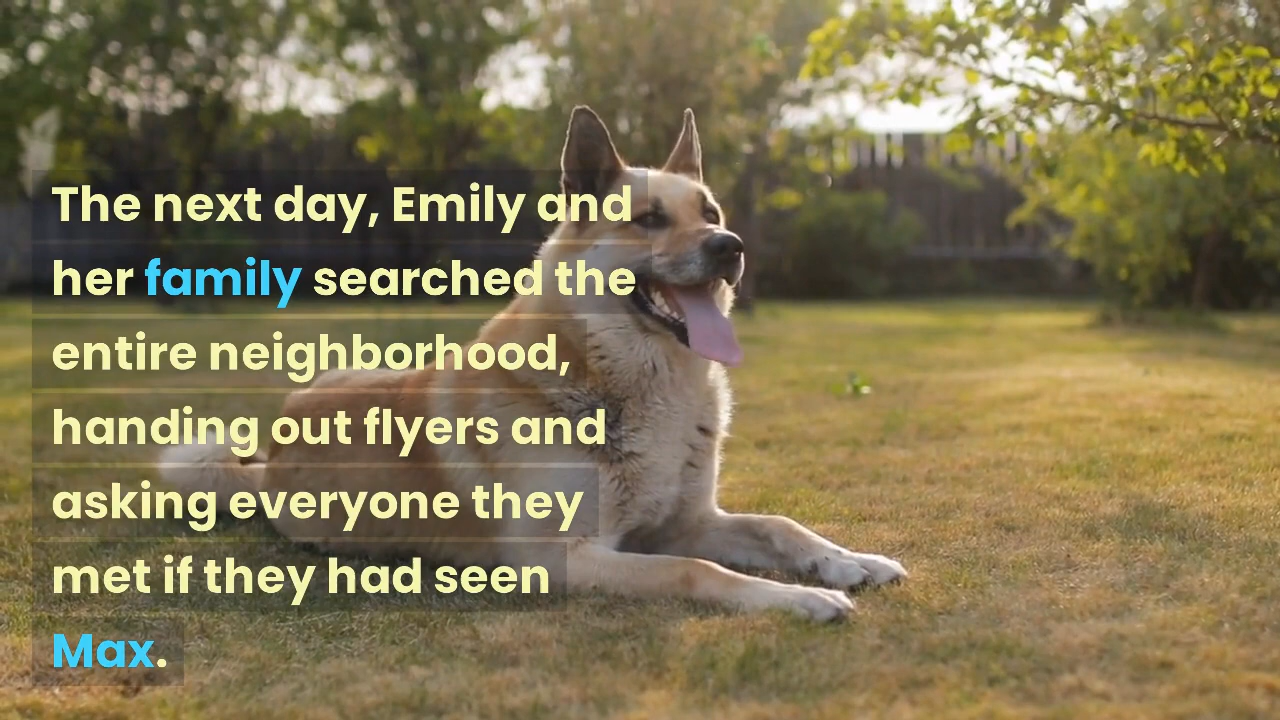 The next day, Emily and
her family searched the
entire neighborhood,
handing out flyers and
asking everyone they
met if they had seen
Max.